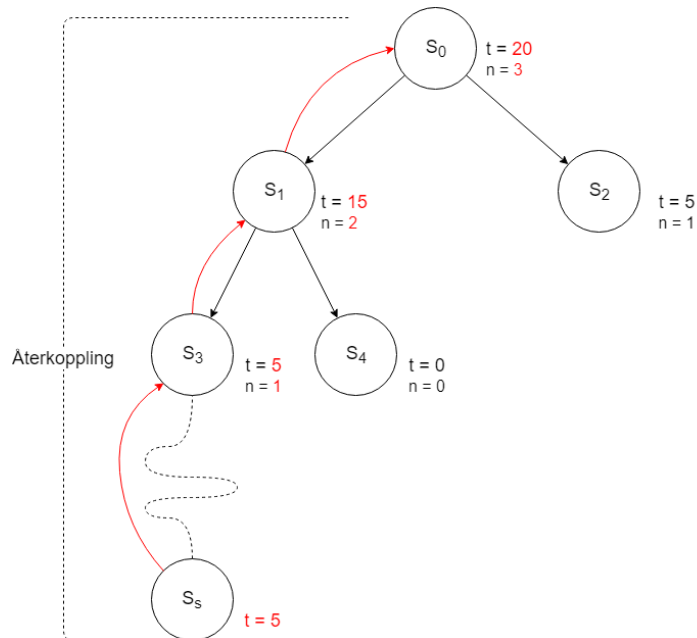 S0
t = 20
n = 3
S1
t = 15
n = 2
S2
t = 5
n = 1
Återkoppling
S3
t = 5
n = 1
S4
t = 0
n = 0
Ss
t = 5